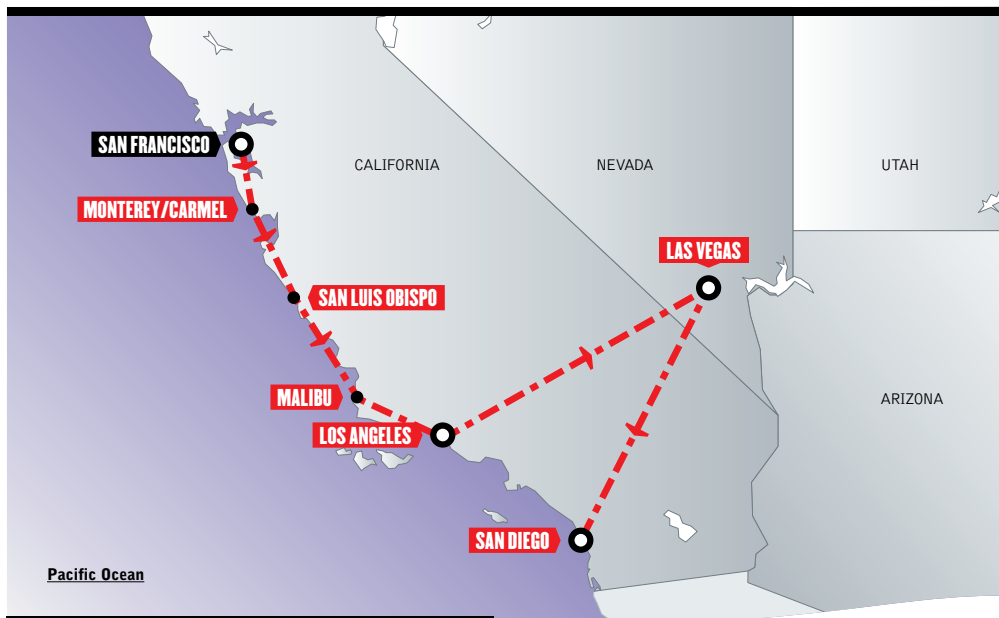 SAN FRANCISCO
CALIFORNIA
NEVADA
UTAH
MONTEREY/CARMEL
LAS VEGAS
SAN LUIS OBISPO
MALIBU
ARIZONA
LOS ANGELES
SAN DIEGO
Pacific Ocean